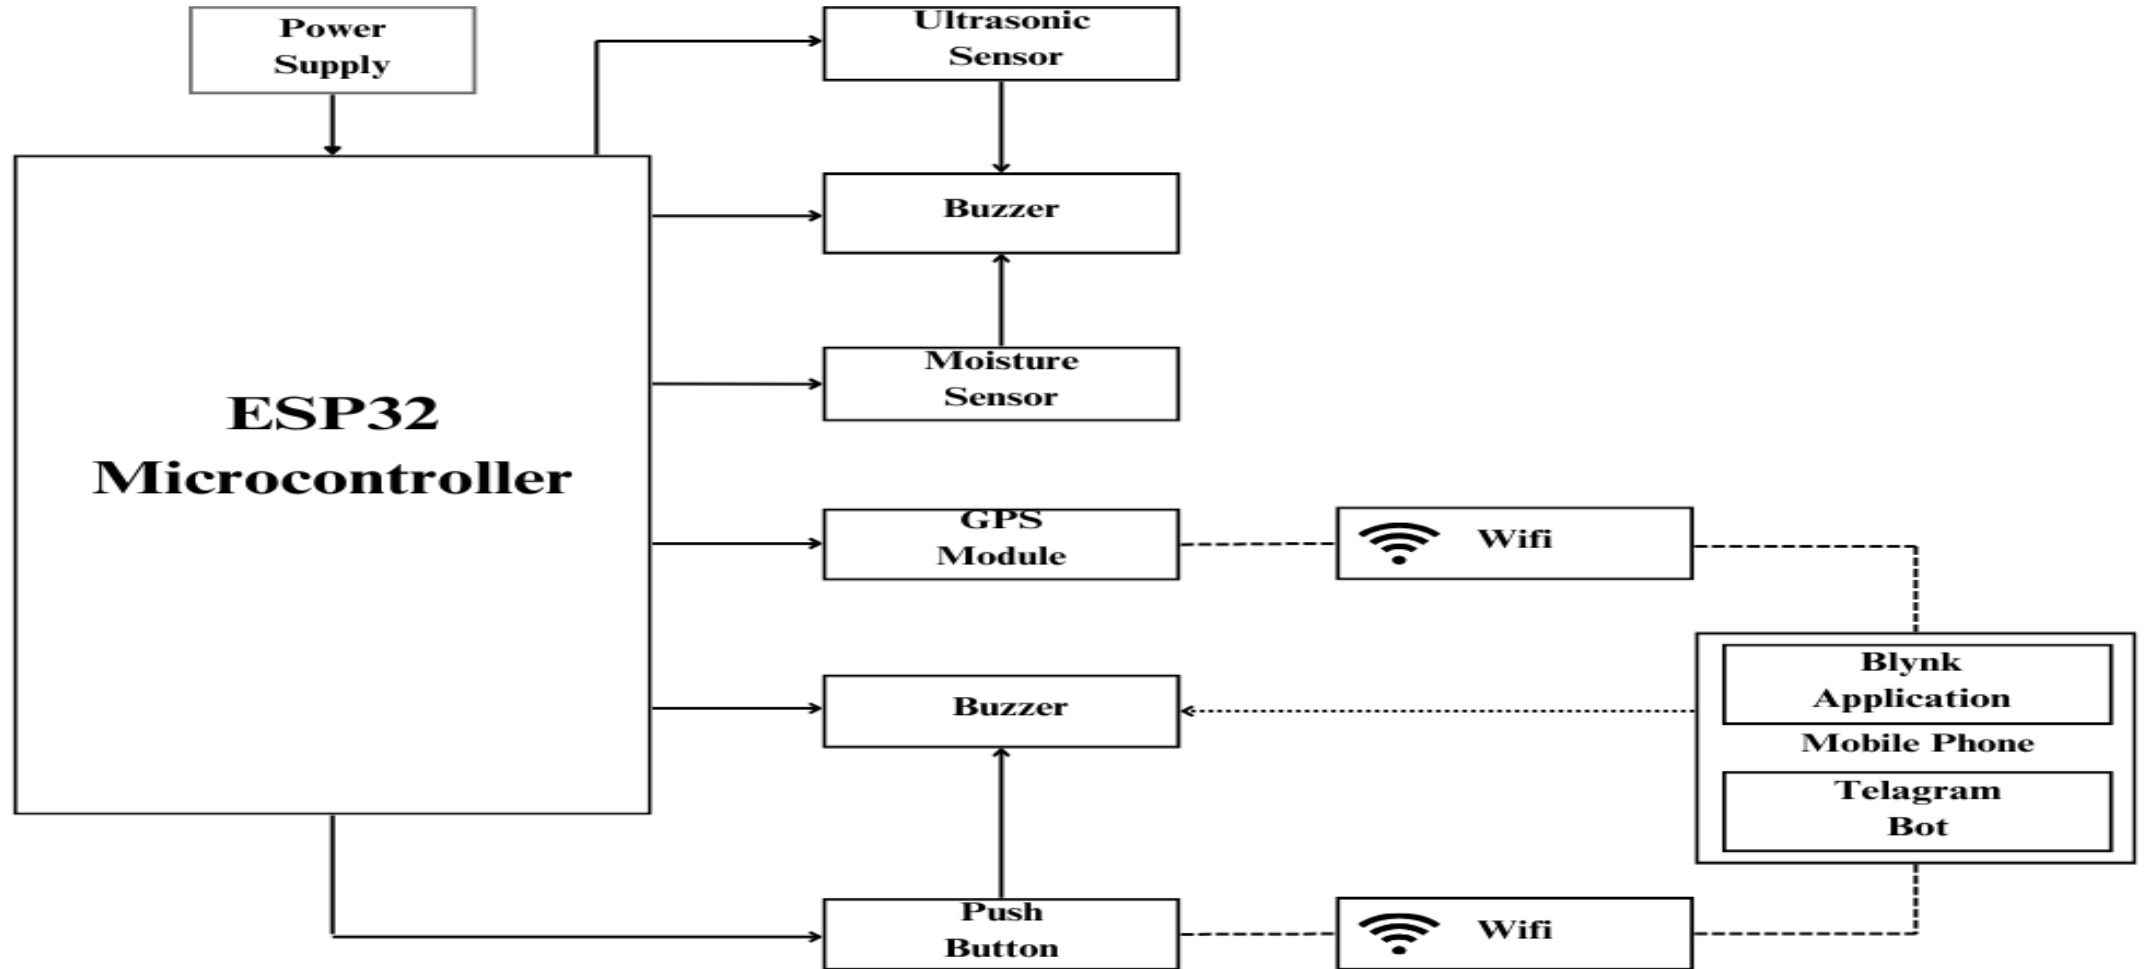 Power
Supply
Ultrasonic
Sensor
Buzzer
Moisture
Sensor
ESP32
Microcontroller
GPS
Module
Wifi
Buzzer
Blynk
Application
Mobile Phone
Telagram
Bot
Push
Button
Wifi